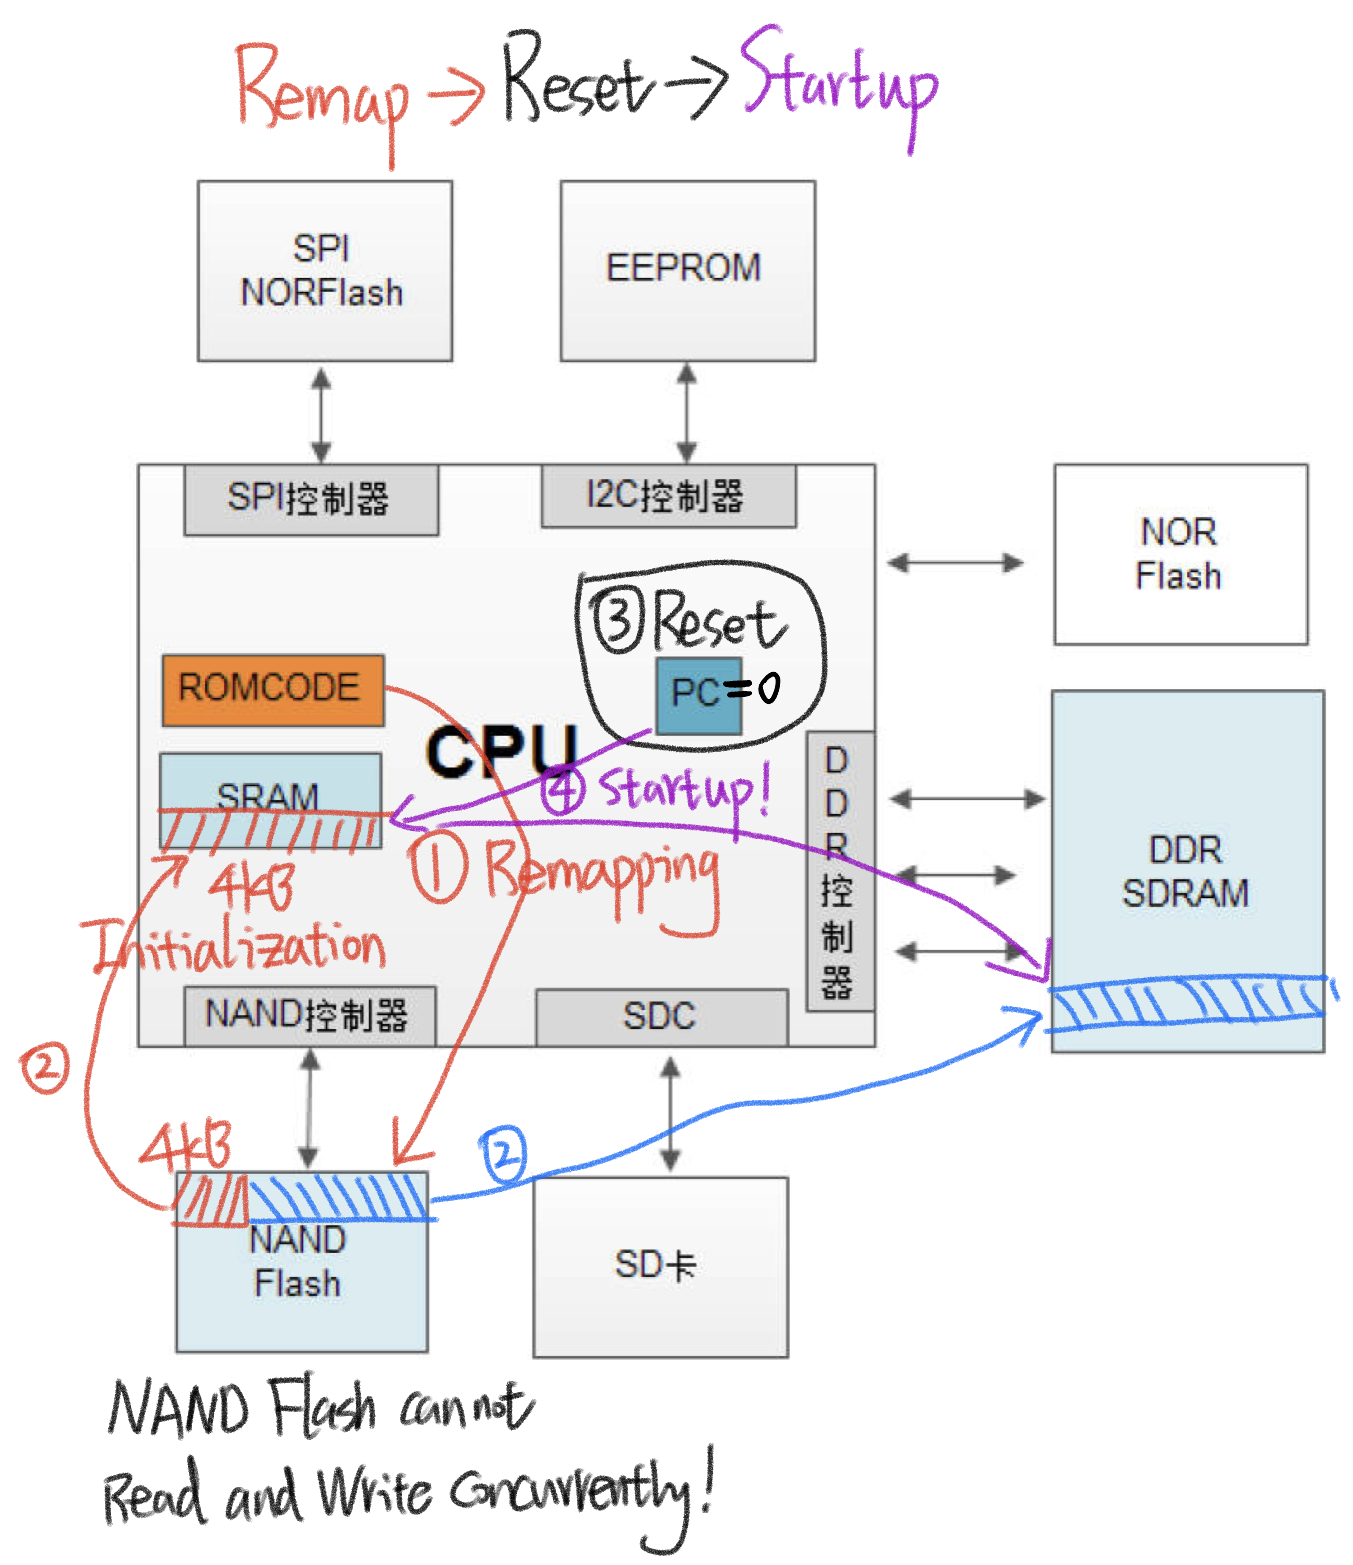 Remap → Reset → Startup
SPI
NORFlash
EEPROM
SPI控制器
I2C控制器
NOR
Flash
③ Reset
PC=0
ROMCODE
CPU
SRAM
④ Startup!
① Remapping
4kB
Initialization
DDR控制器
DDR
SDRAM
NAND控制器
SDC
②
4kB
②
NAND
Flash
SD卡
NAND Flash cannot
Read and Write Concurrently!